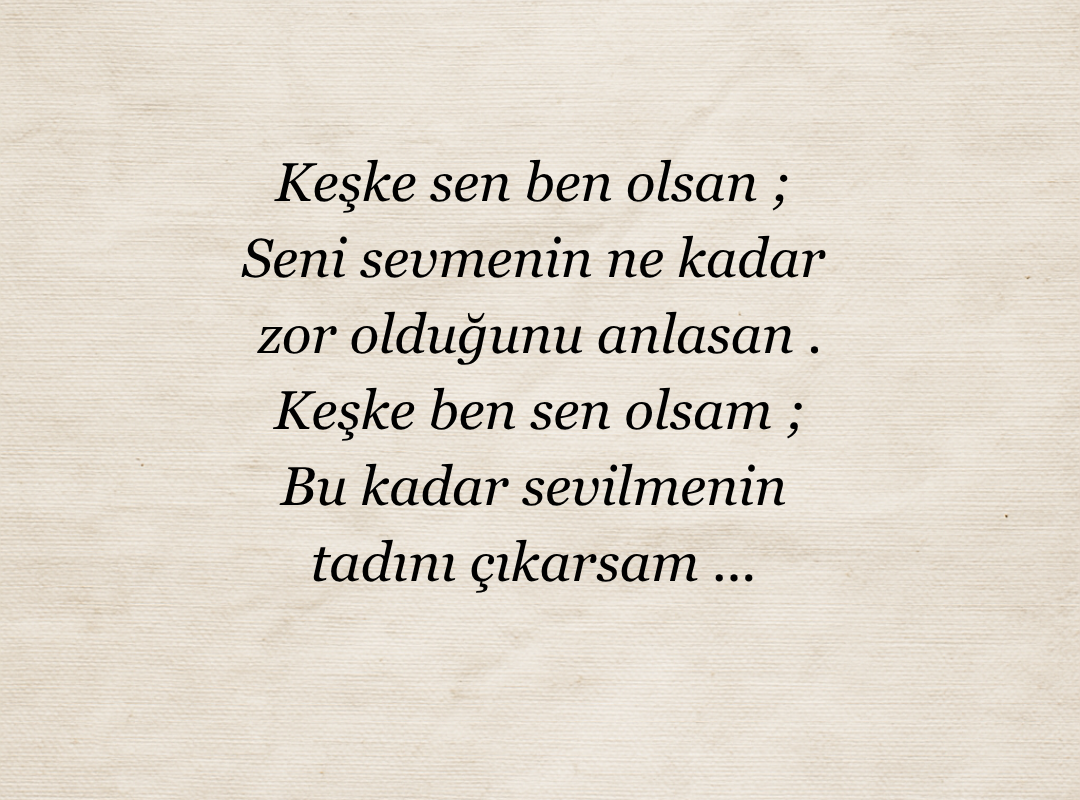 Keşke sen ben olsan ;
Seni sevmenin ne kadar
zor olduğunu anlasan .
Keşke ben sen olsam ;
Bu kadar sevilmenin
tadını çıkarsam ...